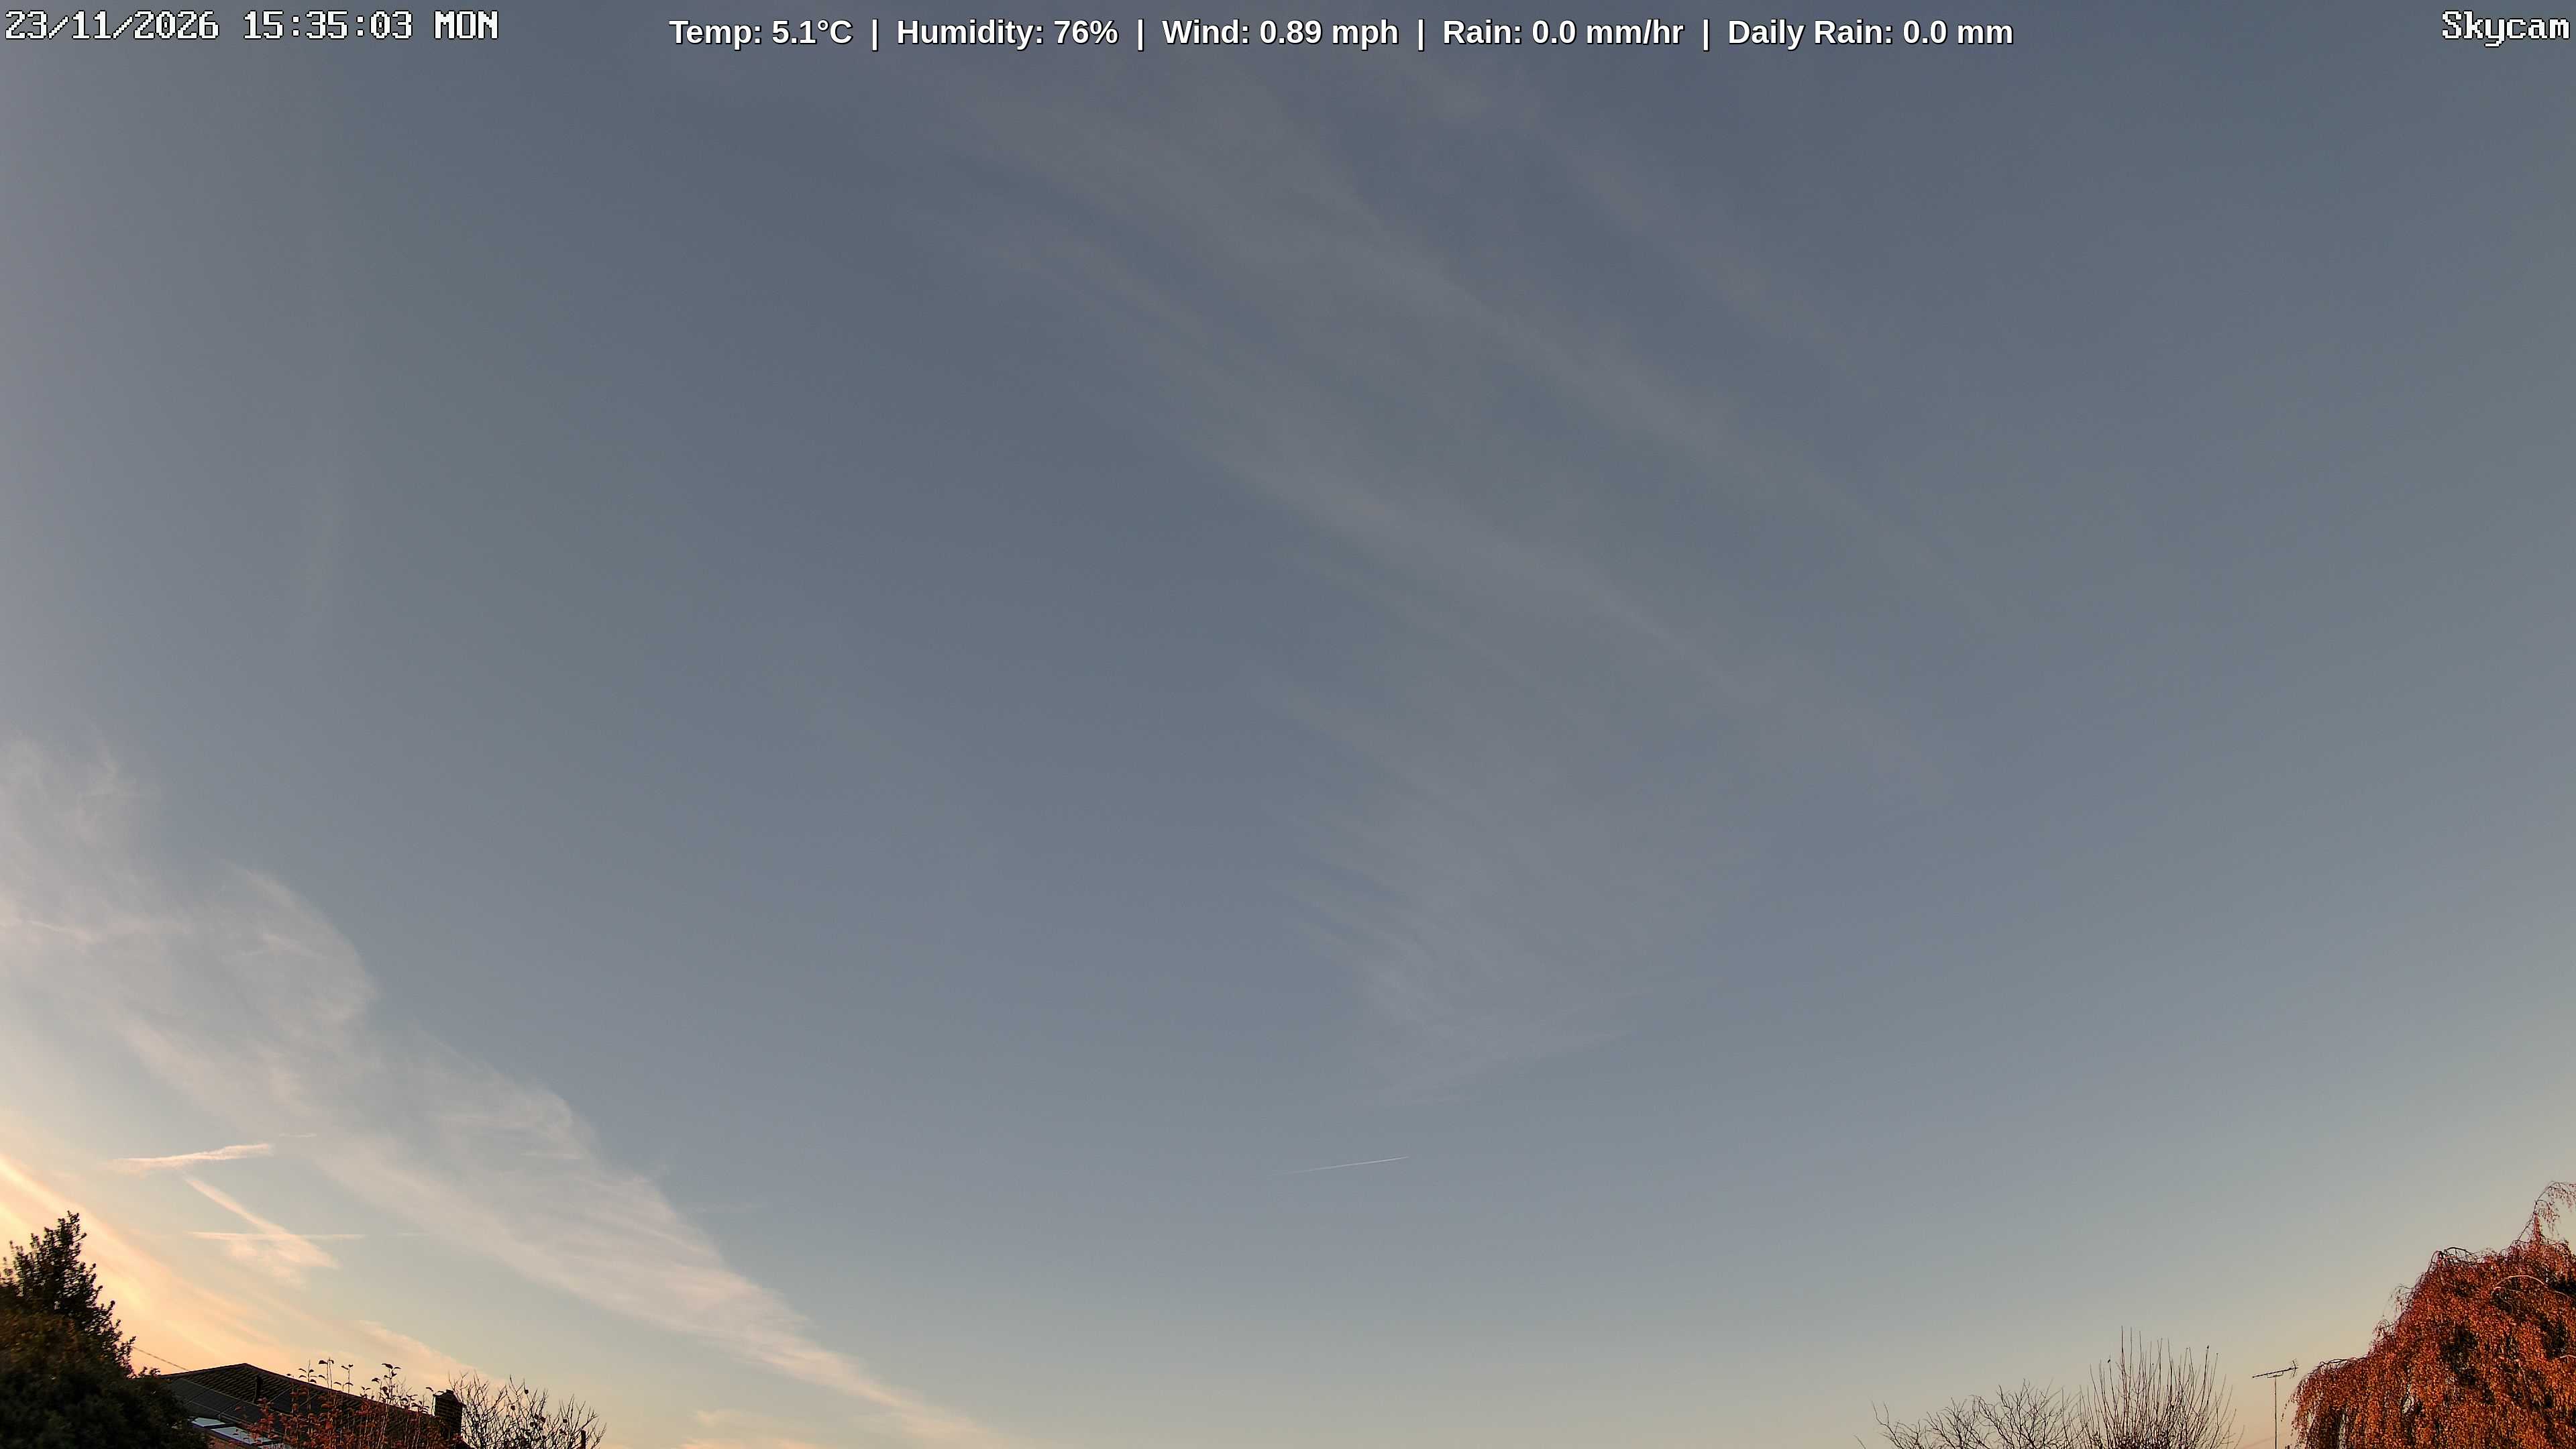 23/11/2026 15:35:03 MON
Temp: 5.1°C | Humidity: 76% | Wind: 0.89 mph | Rain: 0.0 mm/hr | Daily Rain: 0.0 mm
Skycam